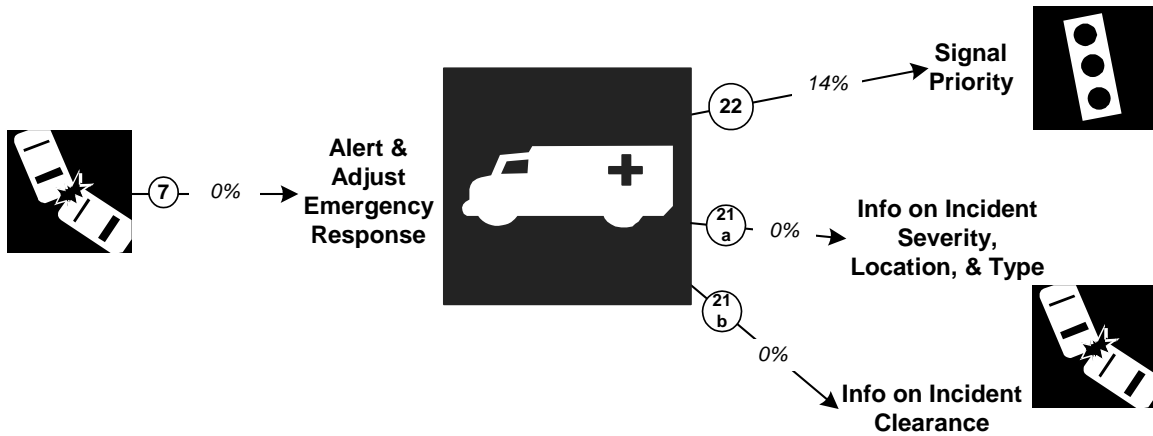 7
0%
Alert &
Adjust
Emergency
Response
22
14%
Signal
Priority
21
a
0%
Info on Incident
Severity,
Location, & Type
21
b
0%
Info on Incident
Clearance